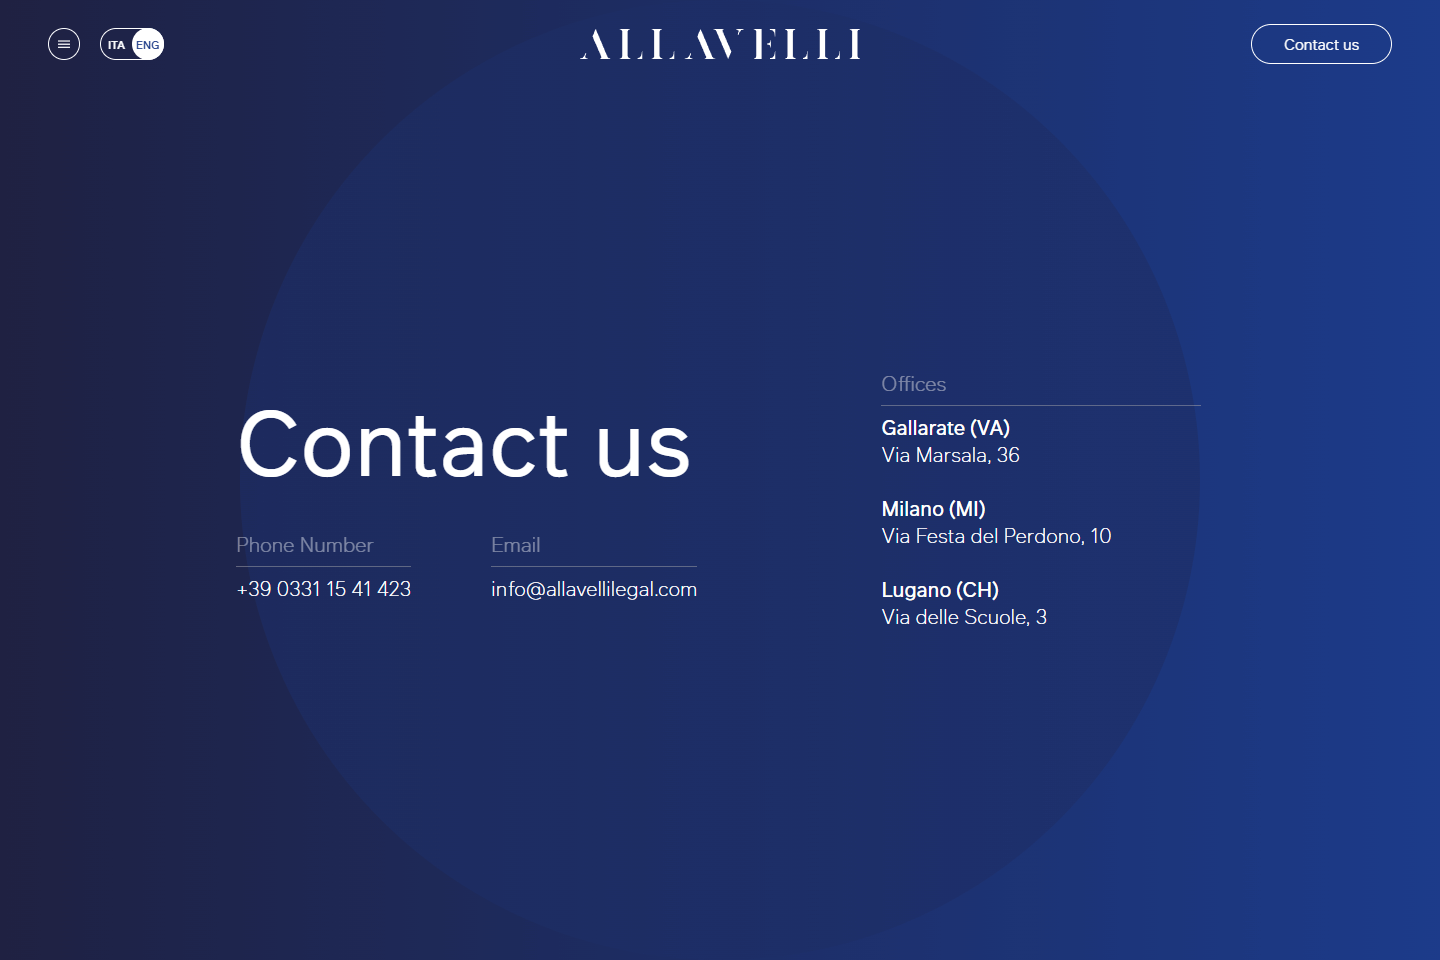 ITA ENG
ALLAVELLI
Contact us
Contact us
Phone Number
+39 0331 15 41 423
Email
info@allavellilegal.com
Offices
Gallarate (VA)
Via Marsala, 36
Milano (MI)
Via Festa del Perdono, 10
Lugano (CH)
Via delle Scuole, 3